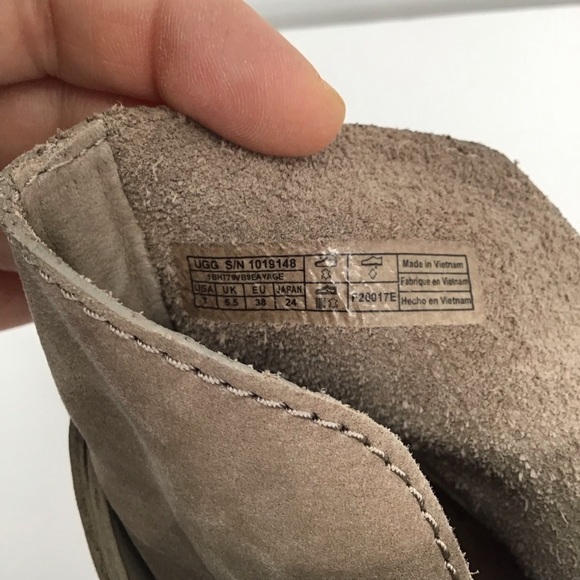 UGG S/N 1019148
USA UK EU JAPAN
7 5.5 38 24
F20017E
Made in Vietnam
Fabrique en Vietnam
Hecho en Vietnam